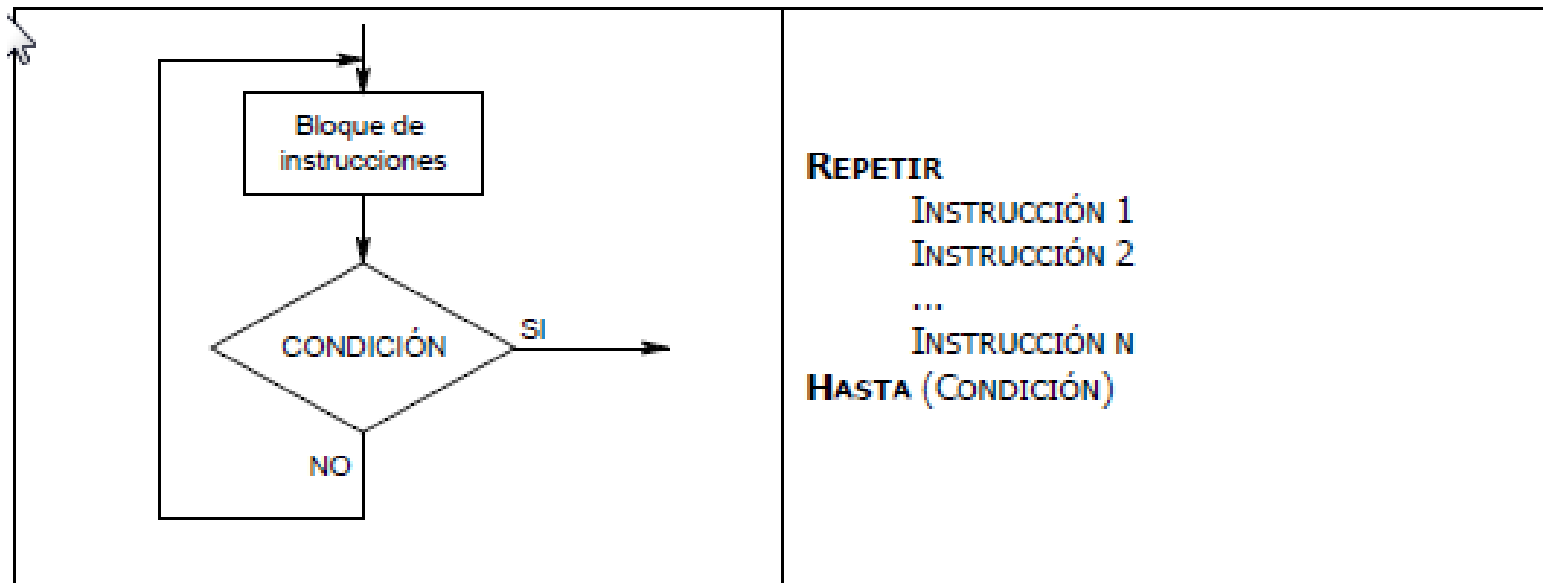 Bloque de
instrucciones
CONDICIÓN
SI
NO
REPETIR
INSTRUCCIÓN 1
INSTRUCCIÓN 2
...
INSTRUCCIÓN N
HASTA (CONDICIÓN)